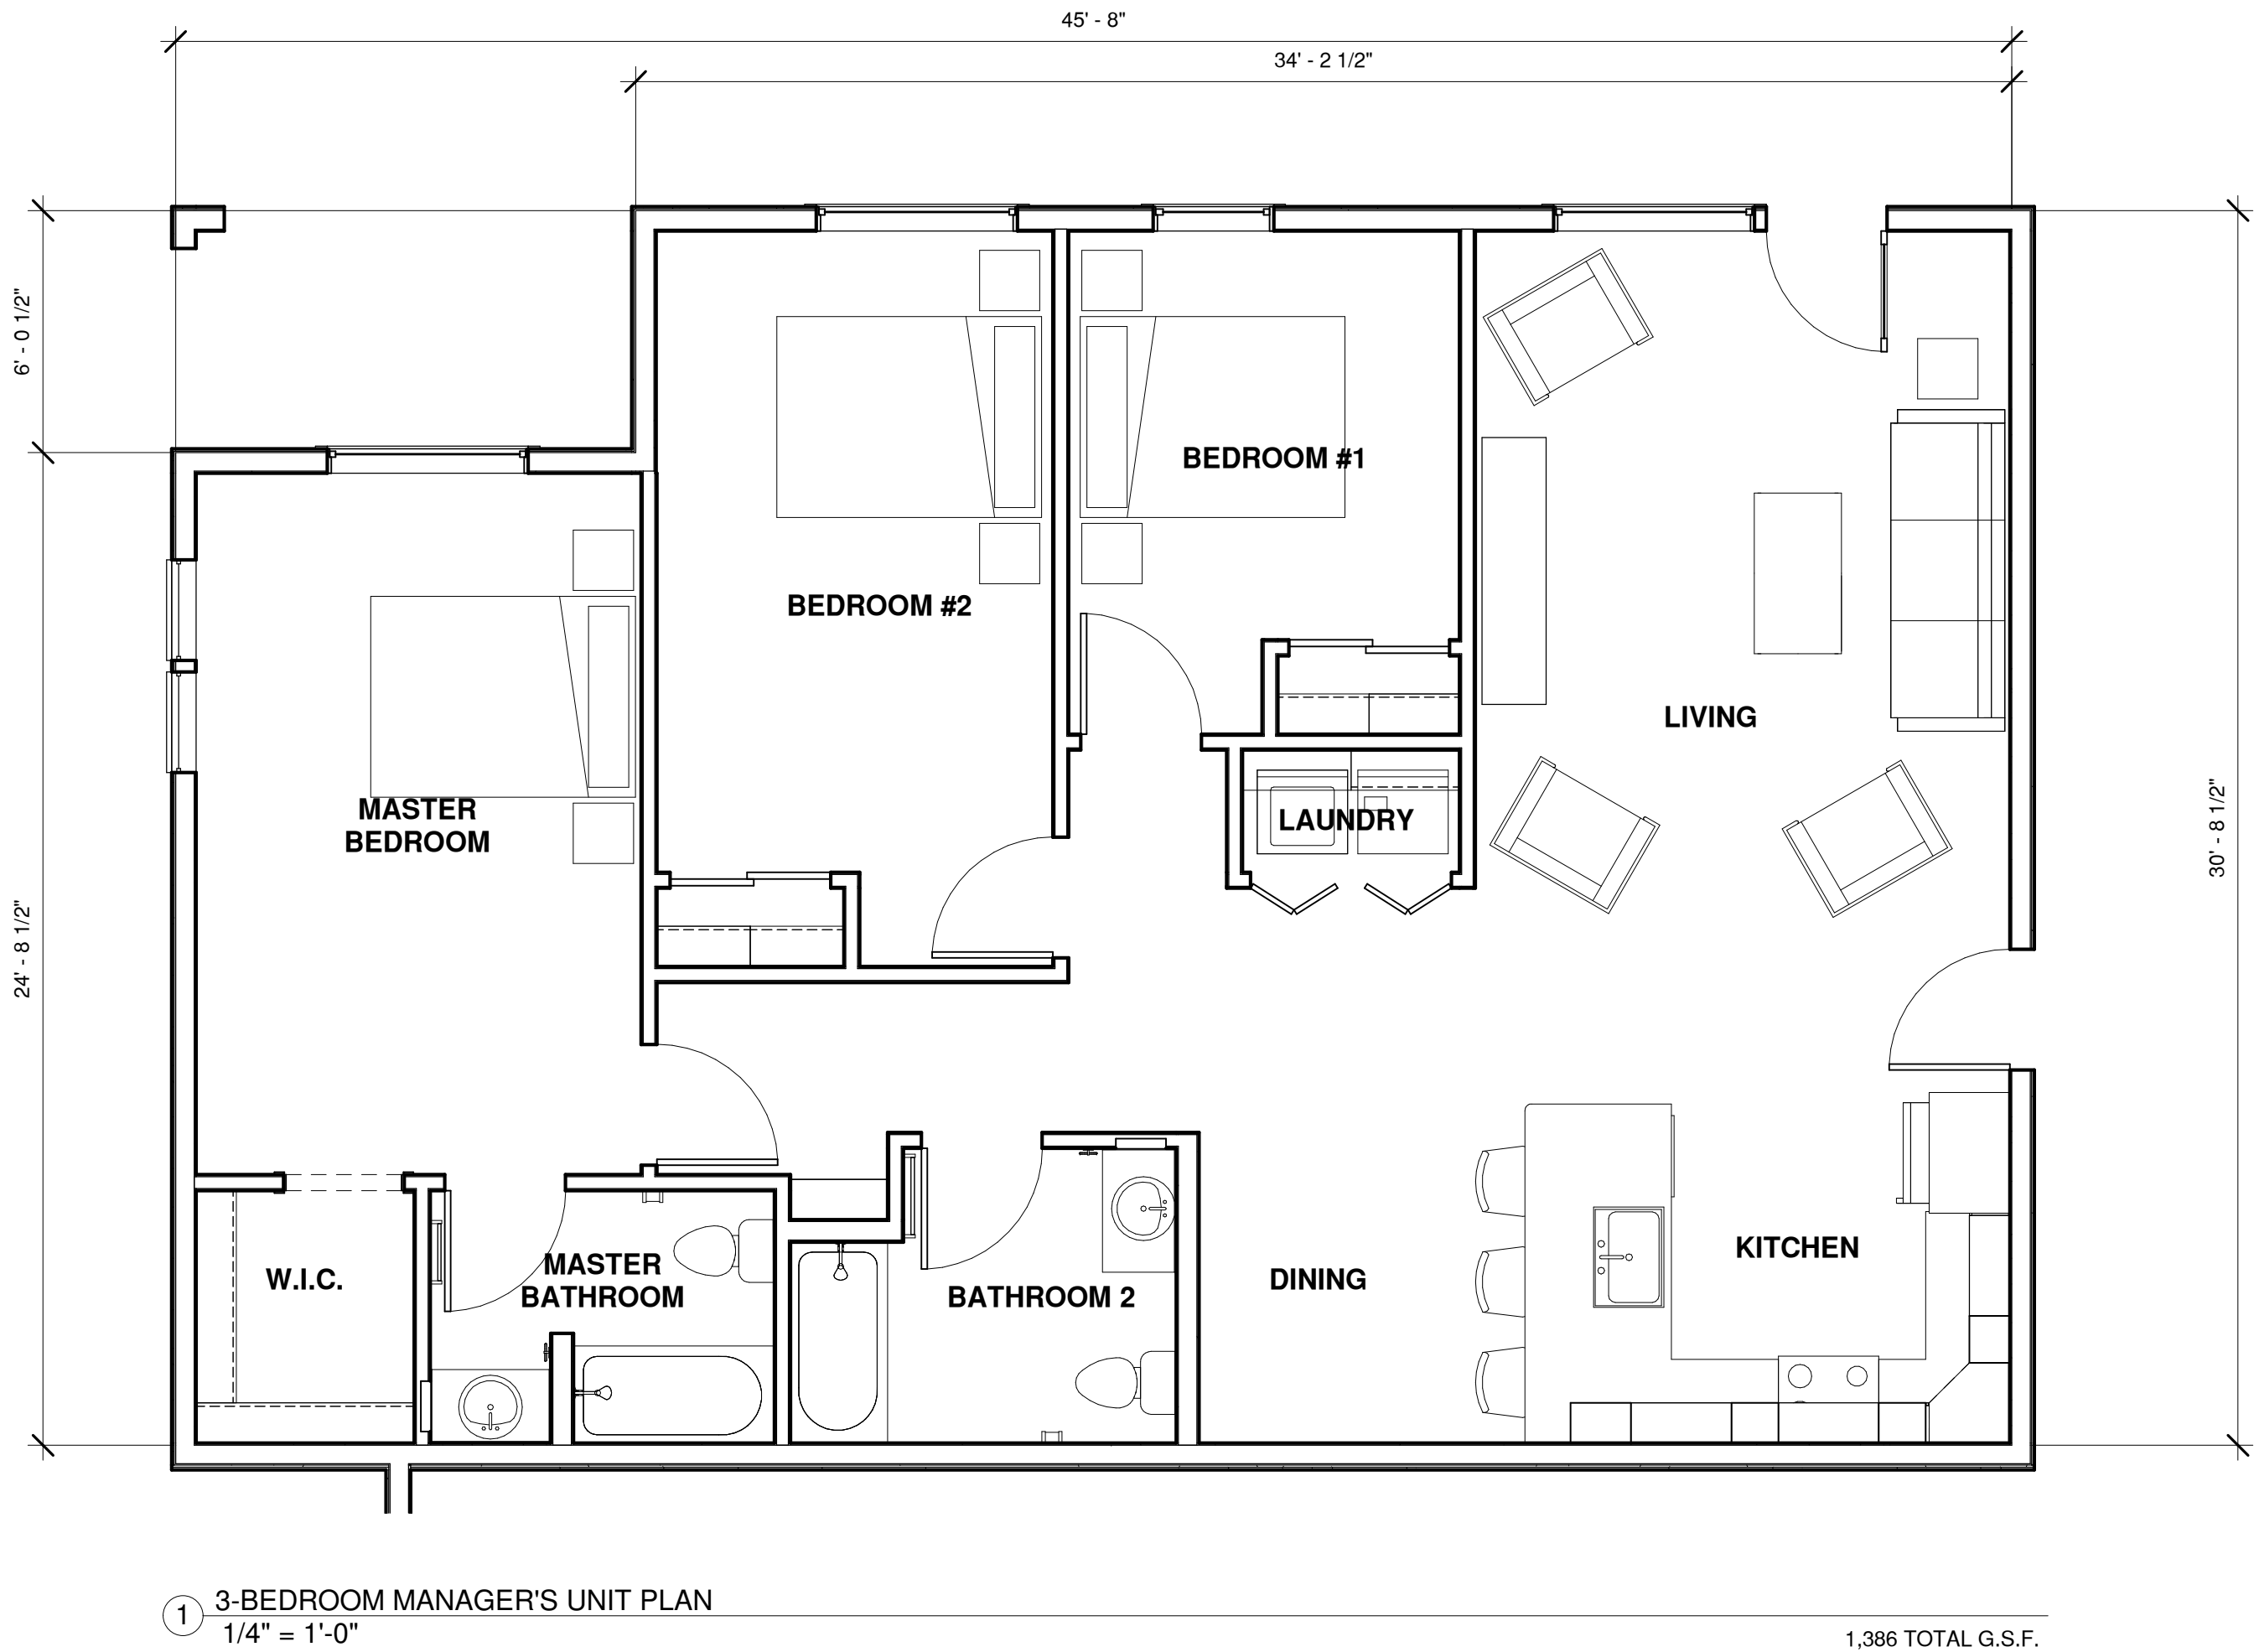 45' - 8"
34' - 2 1/2"
6' - 0 1/2"
BEDROOM #1
BEDROOM #2
LIVING
MASTER
BEDROOM
LAUNDRY
30' - 8 1/2"
24' - 8 1/2"
KITCHEN
W.I.C.
MASTER
BATHROOM
BATHROOM 2
DINING
1
3-BEDROOM MANAGER'S UNIT PLAN
1/4" = 1'-0"
1,386 TOTAL G.S.F.